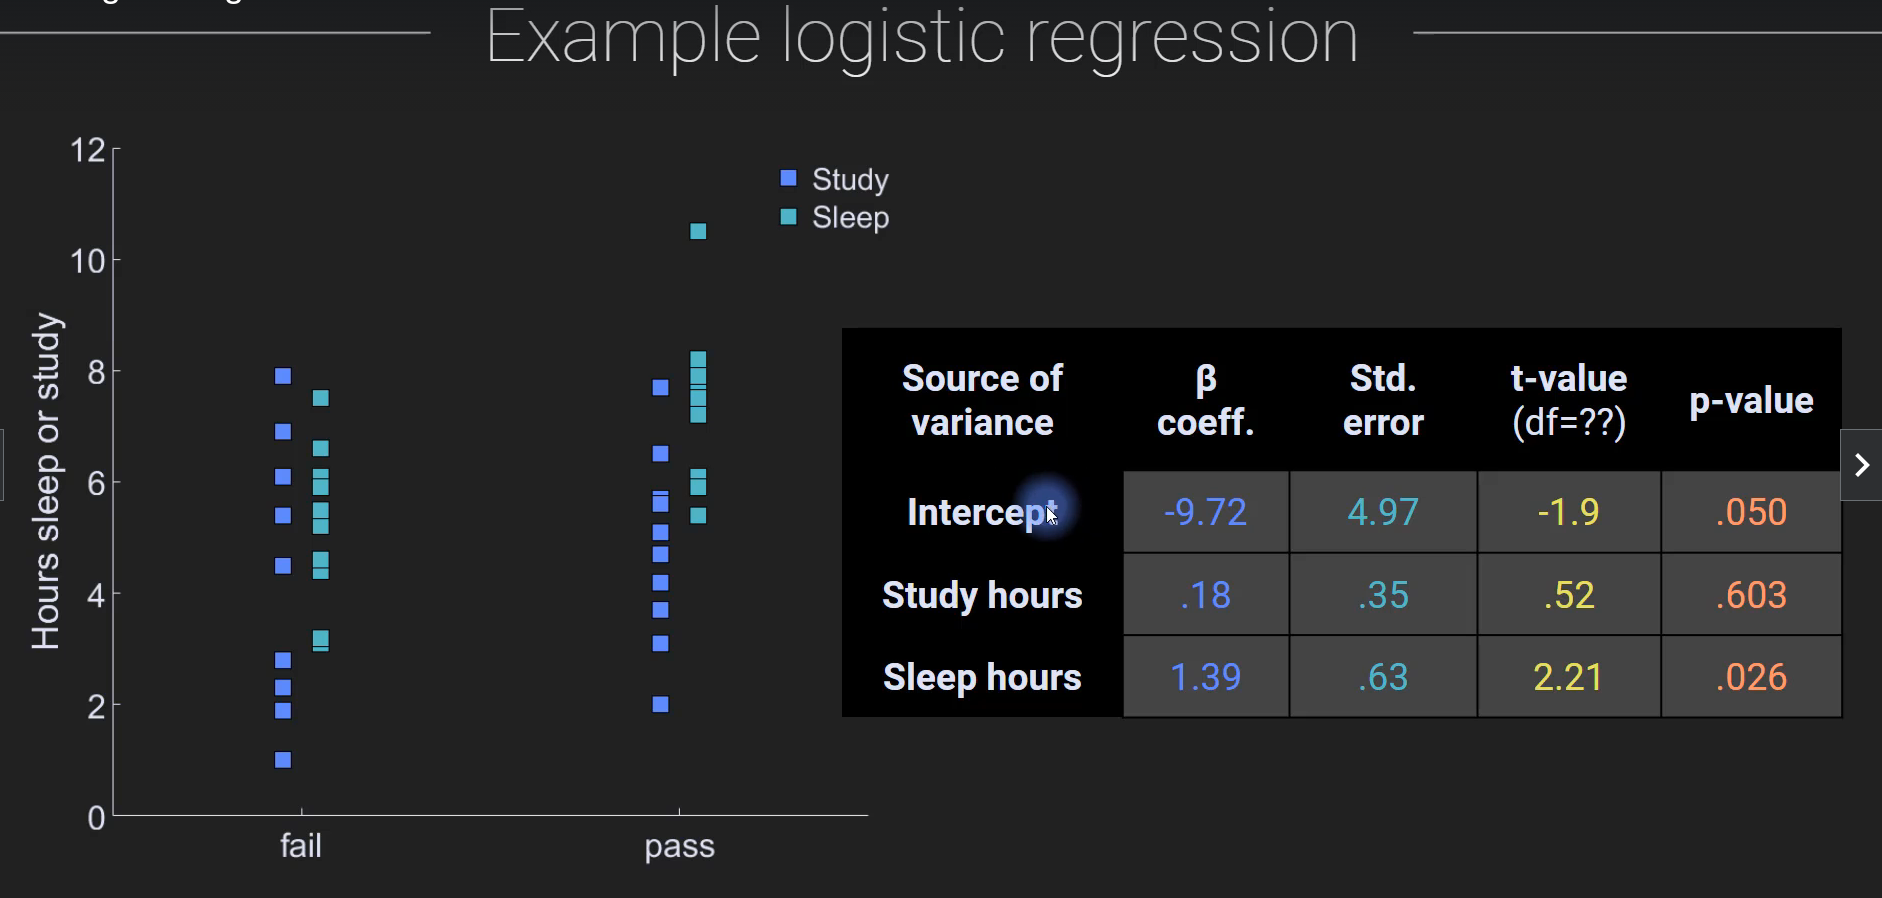 Example logistic regression
12
10
8
6
4
2
0
Hours sleep or study
Study
Sleep
fail
pass
Source of variance
β coeff.
Std. error
t-value (df=??)
p-value
Intercept -9.72 4.97 -1.9 .050
Study hours .18 .35 .52 .603
Sleep hours 1.39 .63 2.21 .026